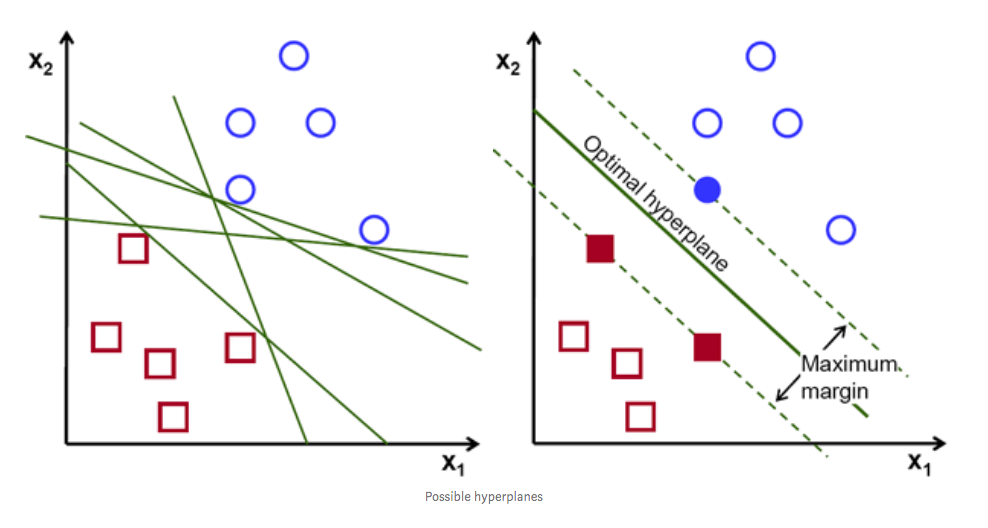 X2
X1
X2
Optimal hyperplane
Maximum
margin
X1
Possible hyperplanes